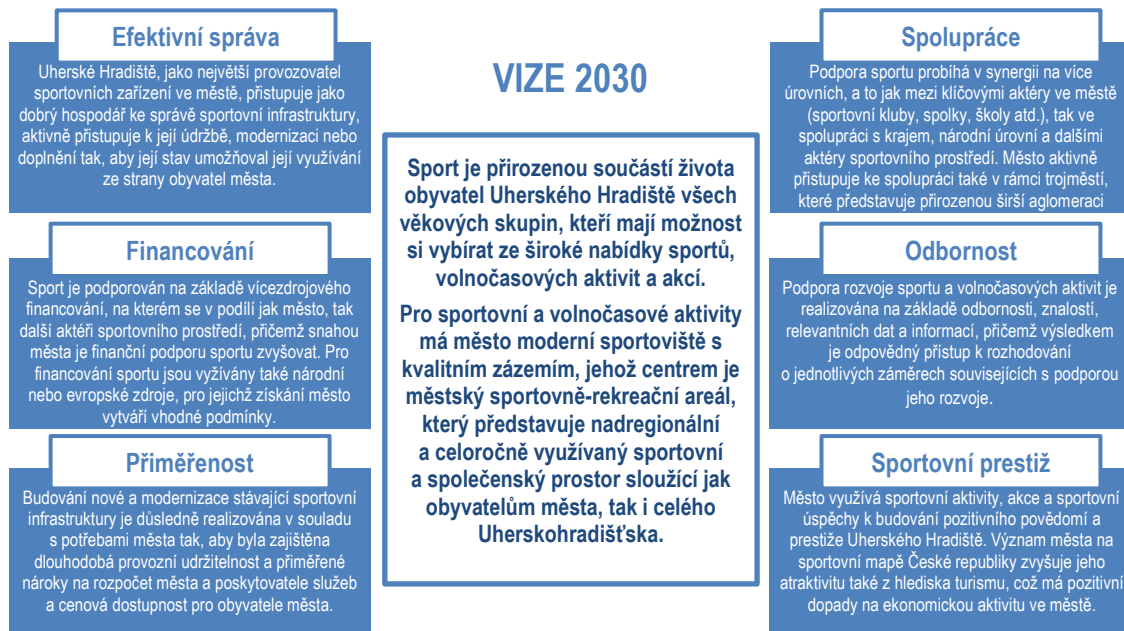 Efektivní správa
Uherské Hradiště, jako největší provozovatel
sportovních zařízení ve městě, přistupuje jako
dobrý hospodář ke správě sportovní infrastruktury,
aktivně přistupuje k její údržbě, modernizaci nebo
doplnění tak, aby její stav umožňoval její využívání
ze strany obyvatel města.
Financování
Sport je podporován na základě vícezdrojového
financování, na kterém se v podílí jak město, tak
další aktéři sportovního prostředí, přičemž snahou
města je finanční podporu sportu zvyšovat. Pro
financování sportu jsou vyžívány také národní
nebo evropské zdroje, pro jejichž získání město
vytváří vhodné podmínky.
Přiměřenost
Budování nové a modernizace stávající sportovní
infrastruktury je důsledně realizována v souladu
s potřebami města tak, aby byla zajištěna
dlouhodobá provozní udržitelnost a přiměřené
nároky na rozpočet města a poskytovatele služeb
a cenová dostupnost pro obyvatele města.
VIZE 2030
Sport je přirozenou součástí života
obyvatel Uherského Hradiště všech
věkových skupin, kteří mají možnost
si vybírat ze široké nabídky sportů,
volnočasových aktivit a akcí.
Pro sportovní a volnočasové aktivity
má město moderní sportoviště s
kvalitním zázemím, jehož centrem je
městský sportovně-rekreační areál,
který představuje nadregionální
a celoročně využívaný sportovní
a společenský prostor sloužící jak
obyvatelům města, tak i celého
Uherskohradišťska.
Spolupráce
Podpora sportu probíhá v synergii na více
úrovních, a to jak mezi klíčovými aktéry ve městě
(sportovní kluby, spolky, školy atd.), tak ve
spolupráci s krajem, národní úrovní a dalšími
aktéry sportovního prostředí. Město aktivně
přistupuje ke spolupráci také v rámci trojměstí,
které představuje přirozenou širší aglomeraci
Odbornost
Podpora rozvoje sportu a volnočasových aktivit je
realizována na základě odbornosti, znalostí,
relevantních dat a informací, přičemž výsledkem
je odpovědný přístup k rozhodování
o jednotlivých záměrech souvisejících s podporou
jeho rozvoje.
Sportovní prestiž
Město využívá sportovní aktivity, akce a sportovní
úspěchy k budování pozitivního povědomí a
prestiže Uherského Hradiště. Význam města na
sportovní mapě České republiky zvyšuje jeho
atraktivitu také z hlediska turismu, což má pozitivní
dopady na ekonomickou aktivitu ve městě.